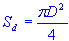 S_d = πD²/4